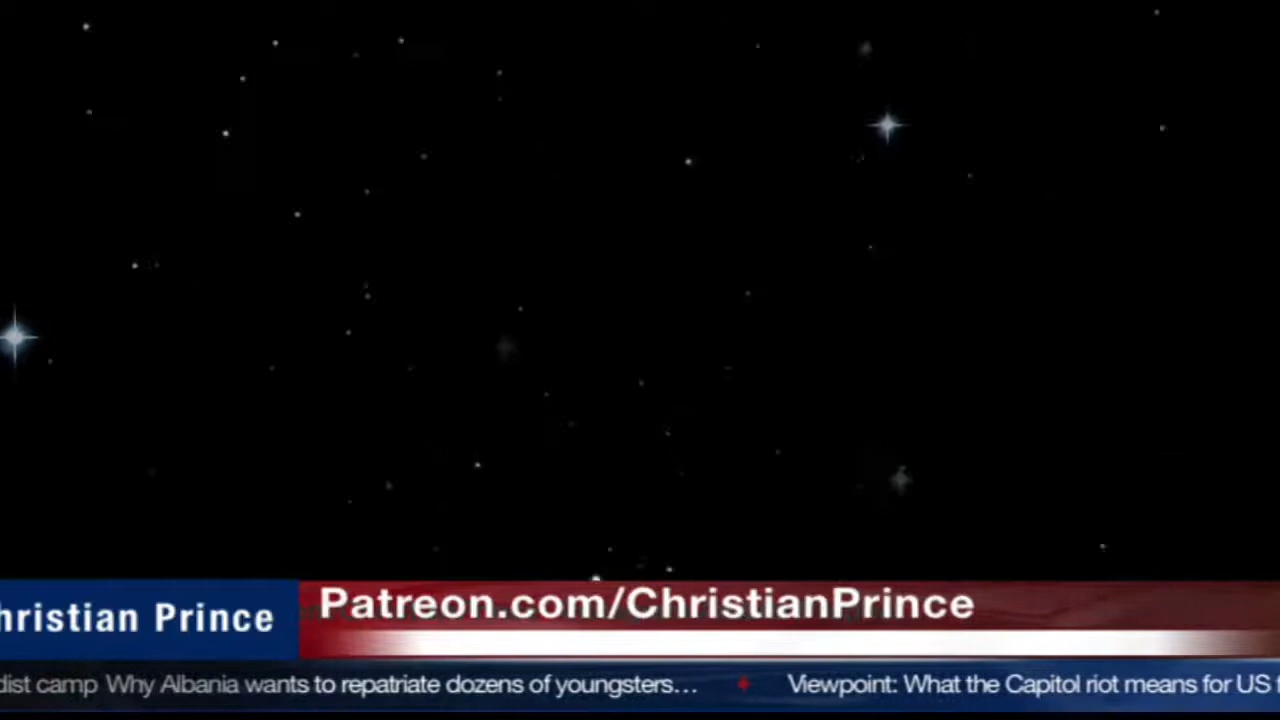 hristian Prince
Patreon.com/ChristianPrince
dist camp Why Albania wants to repatriate dozens of youngsters... Viewpoint: What the Capitol riot means for US